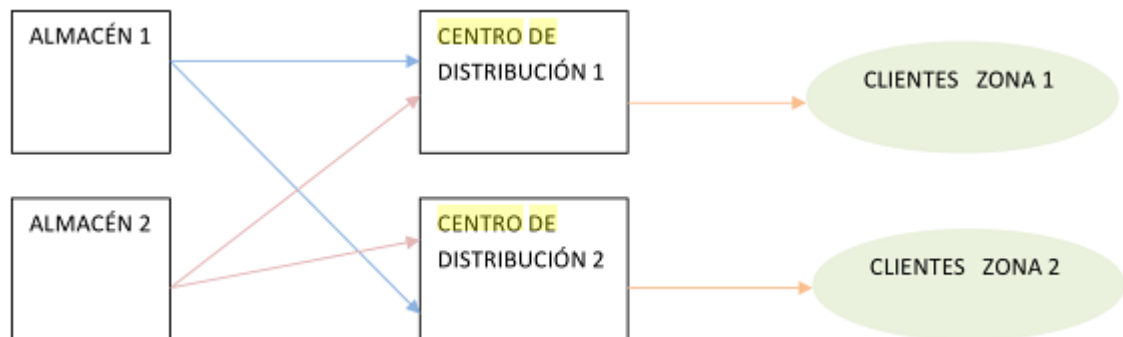 ALMACÉN 1
CENTRO DE
DISTRIBUCIÓN 1
CLIENTES ZONA 1
ALMACÉN 2
CENTRO DE
DISTRIBUCIÓN 2
CLIENTES ZONA 2